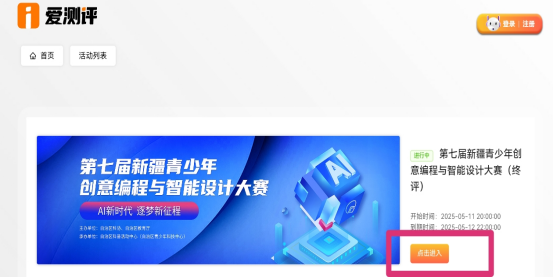 爱测评
登录 注册
首页 活动列表
第七届新疆青少年
创意编程与智能设计大赛
AI新时代 逐梦新征程
进行中 第七届新疆青少年创
意编程与智能设计大赛（终
评）
开始时间：2025-05-11 20:00:00
到期时间：2025-05-12 22:00:00
点击进入